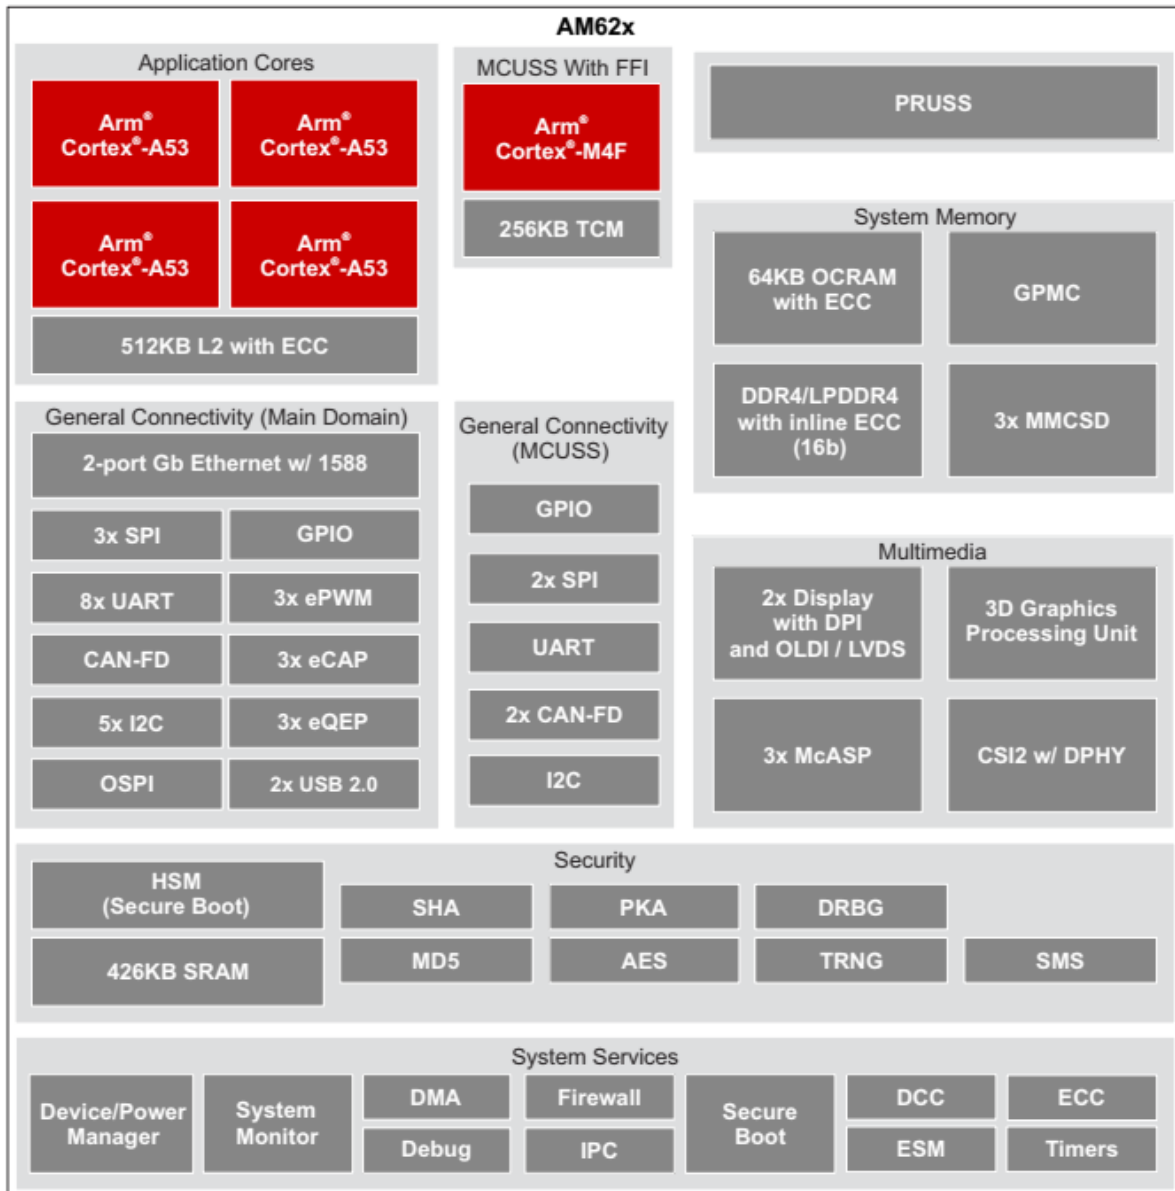 AM62x
Application Cores
Arm®
Cortex®-A53
Arm®
Cortex®-A53
Arm®
Cortex®-A53
Arm®
Cortex®-A53
512KB L2 with ECC
MCUSS With FFI
Arm®
Cortex®-M4F
256KB TCM
PRUSS
System Memory
64KB OCRAM
with ECC
GPMC
DDR4/LPDDR4
with inline ECC
(16b)
3x MMCSD
General Connectivity (Main Domain)
2-port Gb Ethernet w/ 1588
3x SPI
GPIO
8x UART
3x ePWM
CAN-FD
3x eCAP
5x I2C
3x eQEP
OSPI
2x USB 2.0
General Connectivity
(MCUSS)
GPIO
2x SPI
UART
2x CAN-FD
I2C
Multimedia
2x Display
with DPI
and OLDI / LVDS
3D Graphics
Processing Unit
3x McASP
CSI2 w/ DPHY
Security
HSM
(Secure Boot)
426KB SRAM
SHA
PKA
DRBG
MD5
AES
TRNG
SMS
System Services
Device/Power
Manager
System
Monitor
DMA
Debug
Firewall
IPC
Secure
Boot
DCC
ESM
ECC
Timers